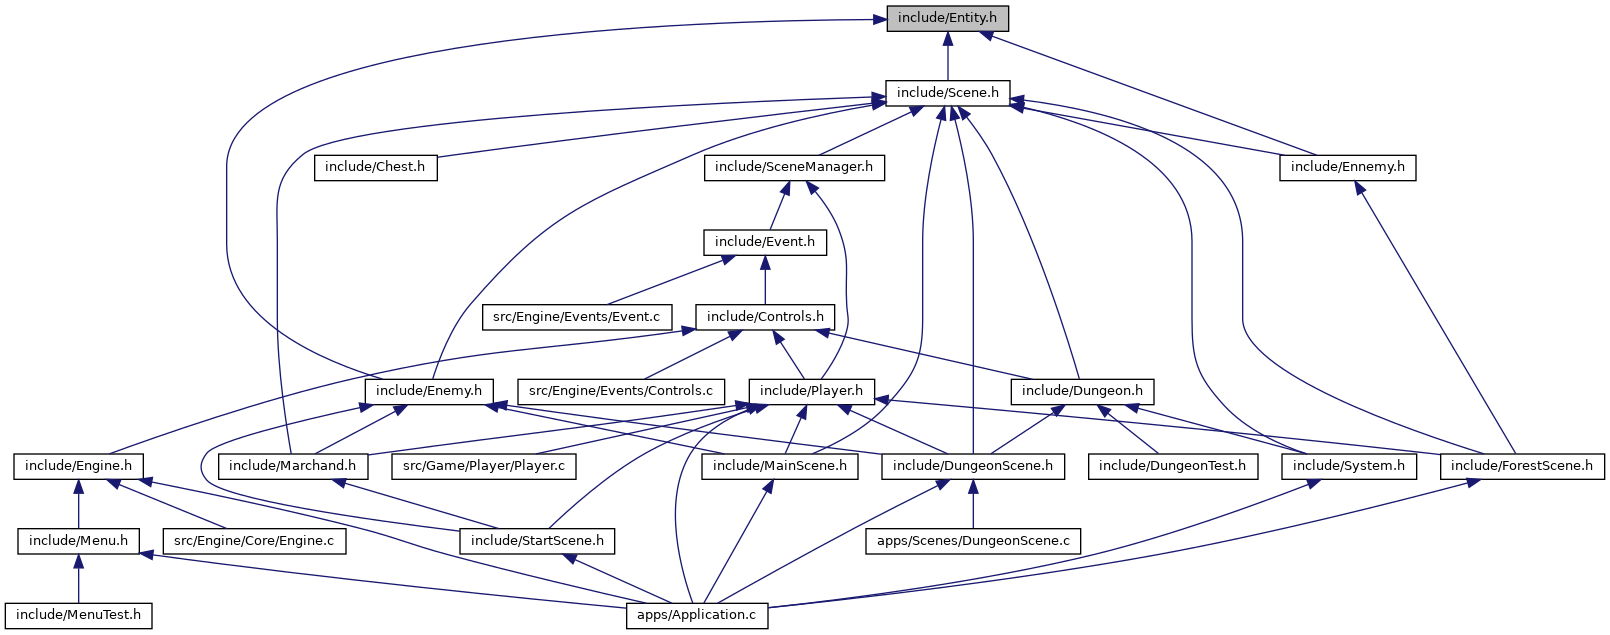 include/Entity.h
include/Scene.h
include/Chest.h
include/SceneManager.h
include/Ennemy.h
include/Event.h
src/Engine/Events/Event.c
include/Controls.h
include/Enemy.h
src/Engine/Events/Controls.c
include/Player.h
include/Dungeon.h
include/Engine.h
include/Marchand.h
src/Game/Player/Player.c
include/MainScene.h
include/DungeonScene.h
include/DungeonTest.h
include/System.h
include/ForestScene.h
include/Menu.h
src/Engine/Core/Engine.c
include/StartScene.h
apps/Scenes/DungeonScene.c
include/MenuTest.h
apps/Application.c